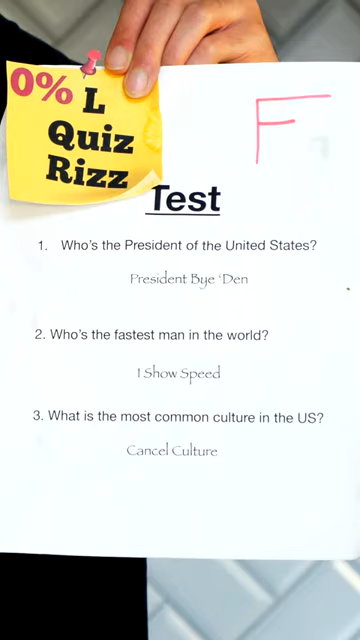 0% L
Quiz
Rizz
F
Test
1. Who's the President of the United States?
President Bye 'Den
2. Who's the fastest man in the world?
I Show Speed
3. What is the most common culture in the US?
Cancel Culture